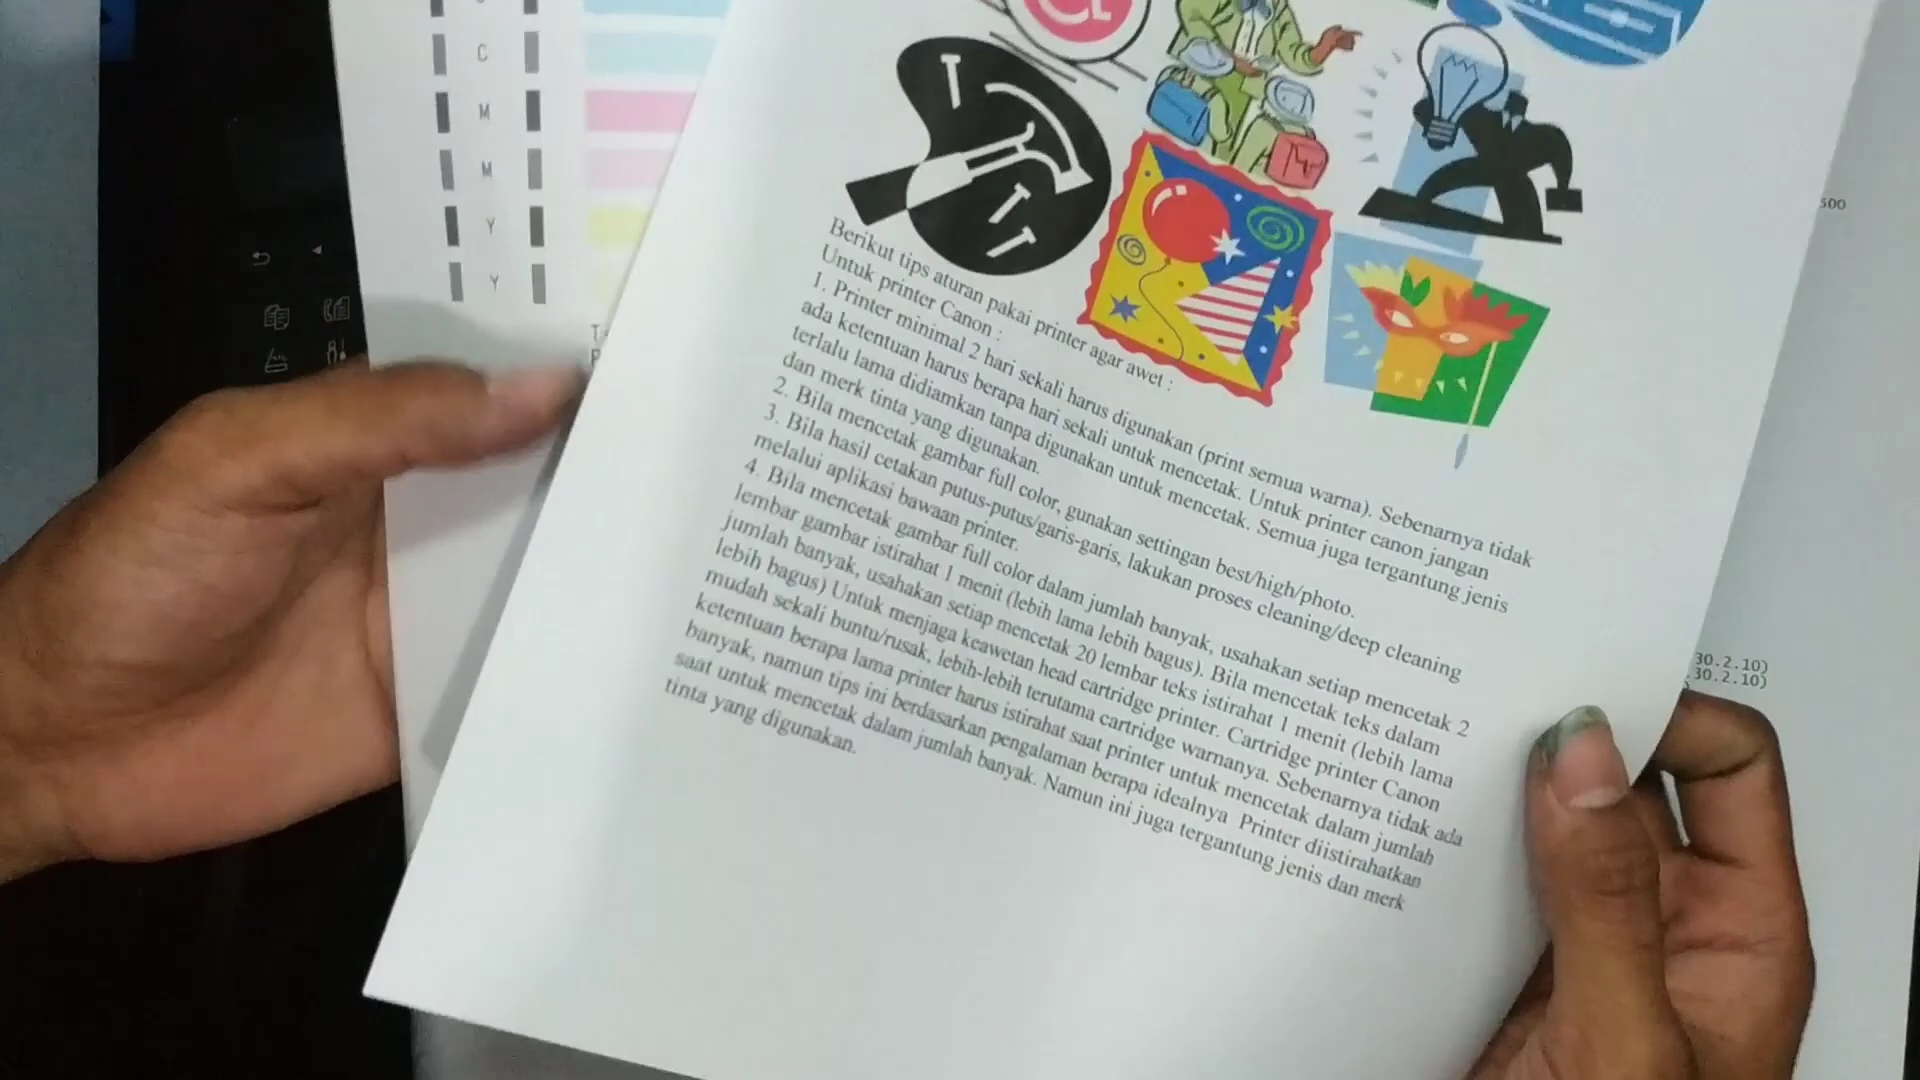 C
M
M
Y
Y
Berikut tips aturan pakai printer agar awet :
Untuk printer Canon :
1. Printer minimal 2 hari sekali harus digunakan (print semua warna). Sebenarnya tidak
ada ketentuan harus berapa hari sekali untuk mencetak. Untuk printer canon jangan
terlalu lama didiamkan tanpa digunakan untuk mencetak. Semua juga tergantung jenis
dan merk tinta yang digunakan.
2. Bila mencetak gambar full color, gunakan settingan best/high/photo.
3. Bila hasil cetakan putus-putus/garis-garis, lakukan proses cleaning/deep cleaning
melalui aplikasi bawaan printer.
4. Bila mencetak gambar full color dalam jumlah banyak, usahakan setiap mencetak 2
lembar gambar istirahat 1 menit (lebih lama lebih bagus). Bila mencetak teks dalam
jumlah banyak, usahakan setiap mencetak 20 lembar teks istirahat 1 menit (lebih lama
lebih bagus) Untuk menjaga keawetan head cartridge printer. Cartridge printer Canon
mudah sekali buntu/rusak, lebih-lebih terutama cartridge warnanya. Sebenarnya tidak ada
ketentuan berapa lama printer harus istirahat saat printer untuk mencetak dalam jumlah
banyak, namun tips ini berdasarkan pengalaman berapa idealnya Printer diistirahatkan
saat untuk mencetak dalam jumlah banyak. Namun ini juga tergantung jenis dan merk
tinta yang digunakan.
500
30.2.10)
.30.2.10)